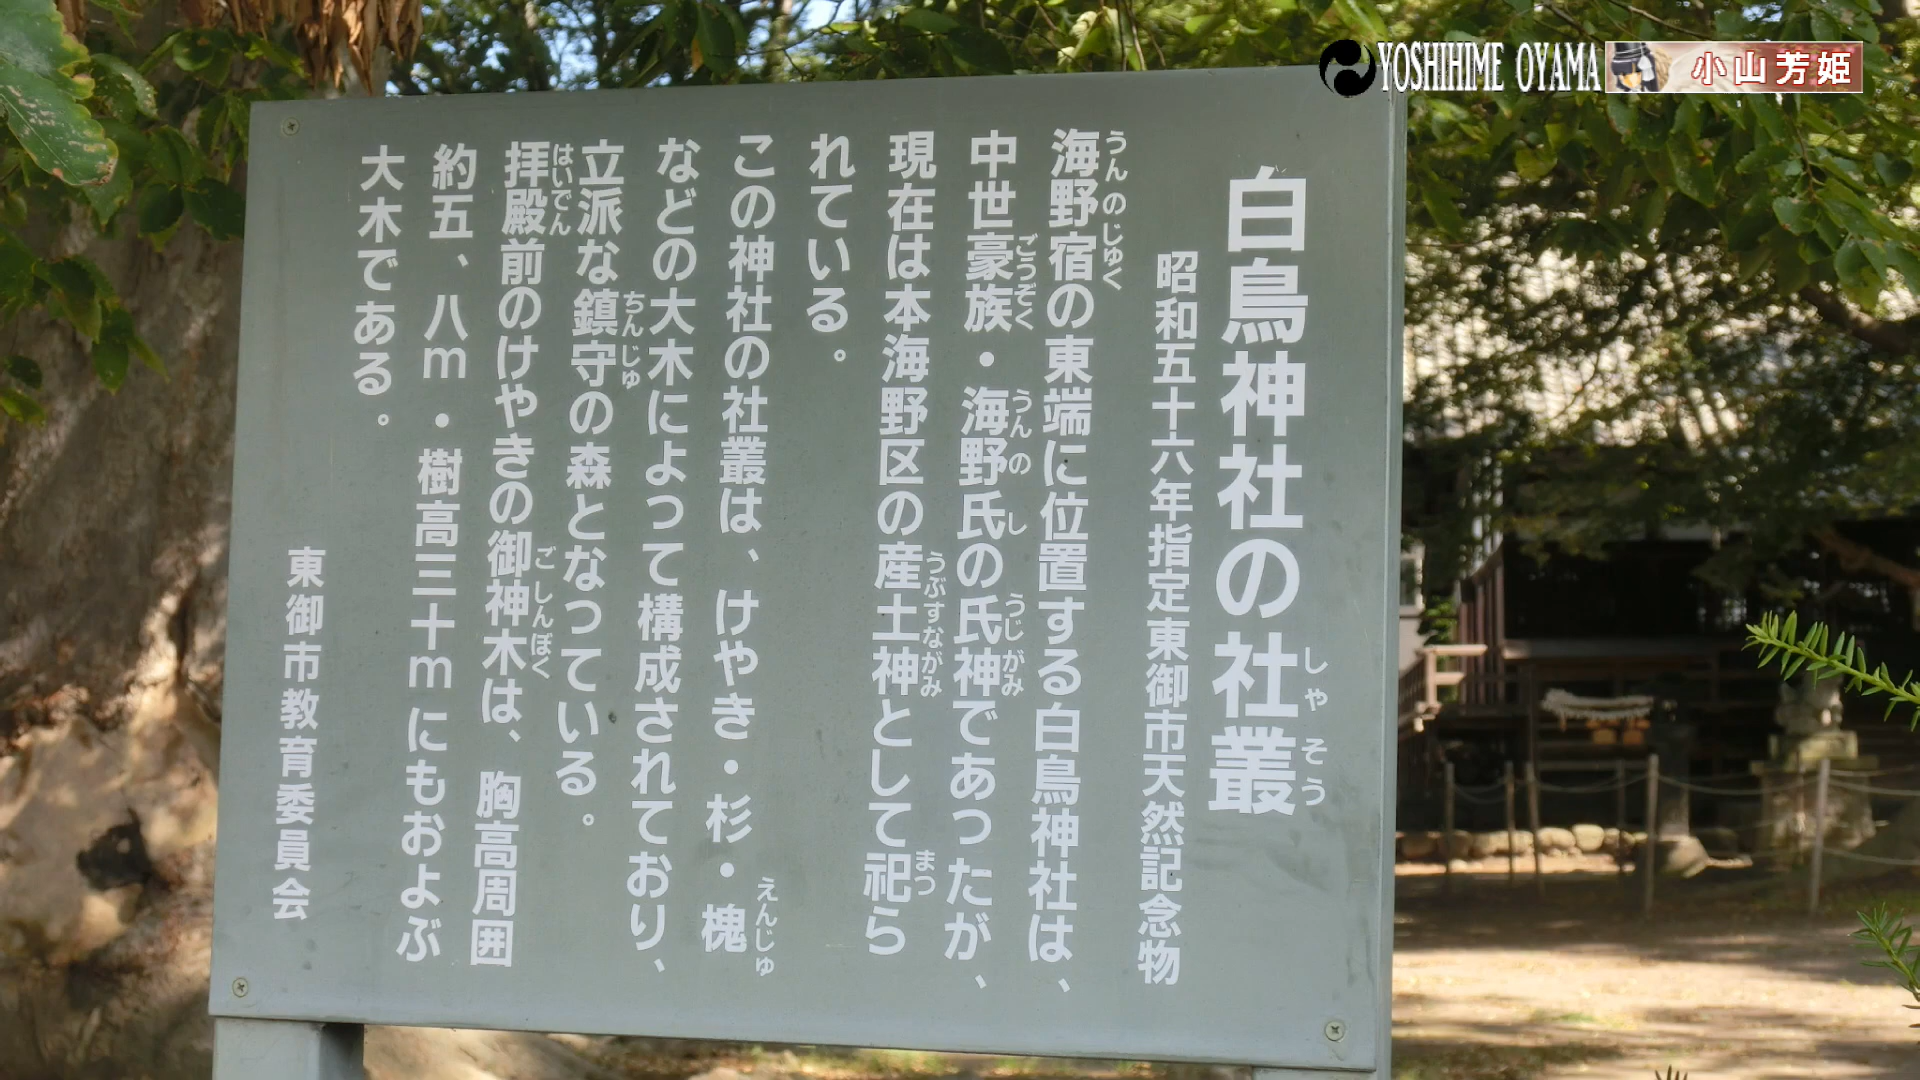 YOSHIHIME OYAMA 小山芳姫
白鳥神社の社叢
しゃそう
昭和五十六年指定東御市天然記念物
うんのじゅく
海野宿の東端に位置する白鳥神社は、
ごうぞく うんのし うじがみ
中世豪族・海野氏の氏神であったが、
うぶすながみ まつ
現在は本海野区の産土神として祀ら
れている。
えんじゅ
この神社の社叢は、けやき・杉・槐
などの大木によって構成されており、
ちんじゅ
立派な鎮守の森となっている。
はいでん ごしんぼく
拝殿前のけやきの御神木は、胸高周囲
約五、八m・樹高三十mにもおよぶ
大木である。
東御市教育委員会